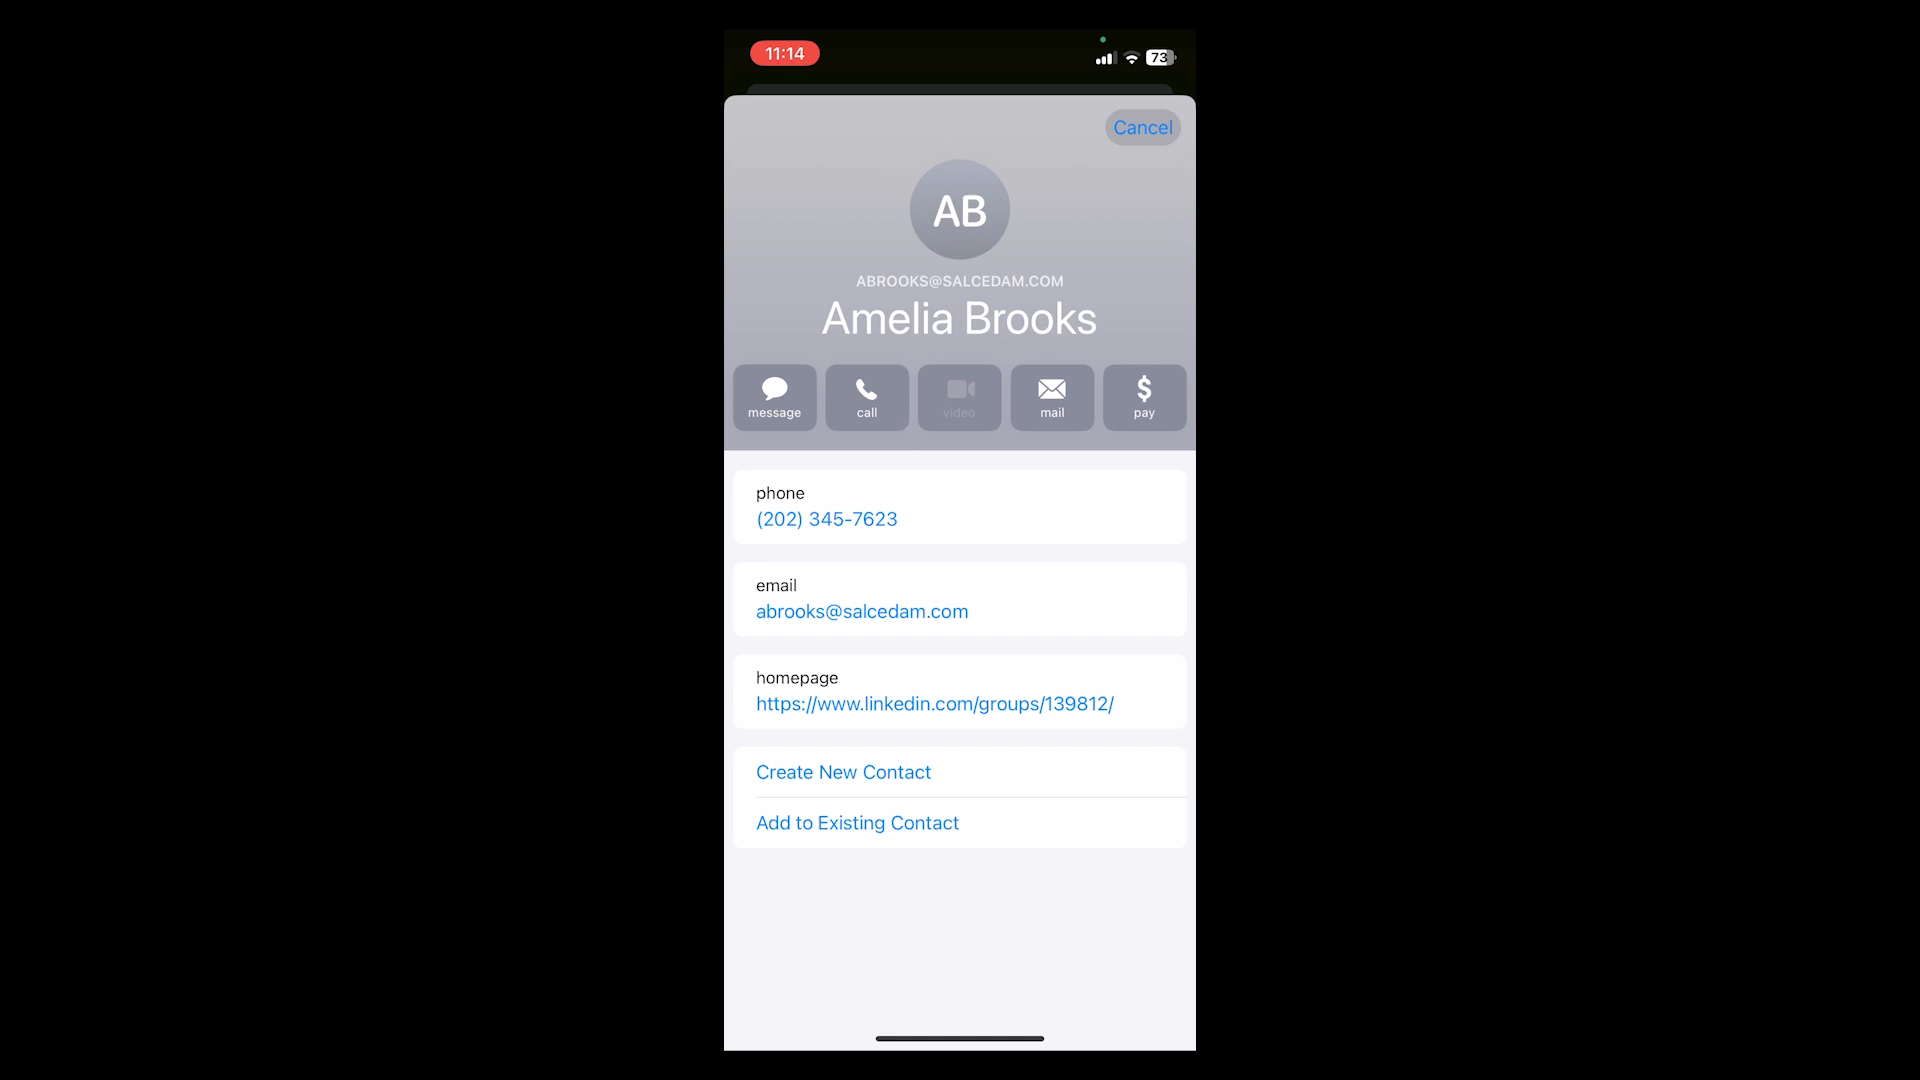 11:14
73
Cancel
AB
ABROOKS@SALCEDAM.COM
Amelia Brooks
message
call
video
mail
pay
phone
(202) 345-7623
email
abrooks@salcedam.com
homepage
https://www.linkedin.com/groups/139812/
Create New Contact
Add to Existing Contact